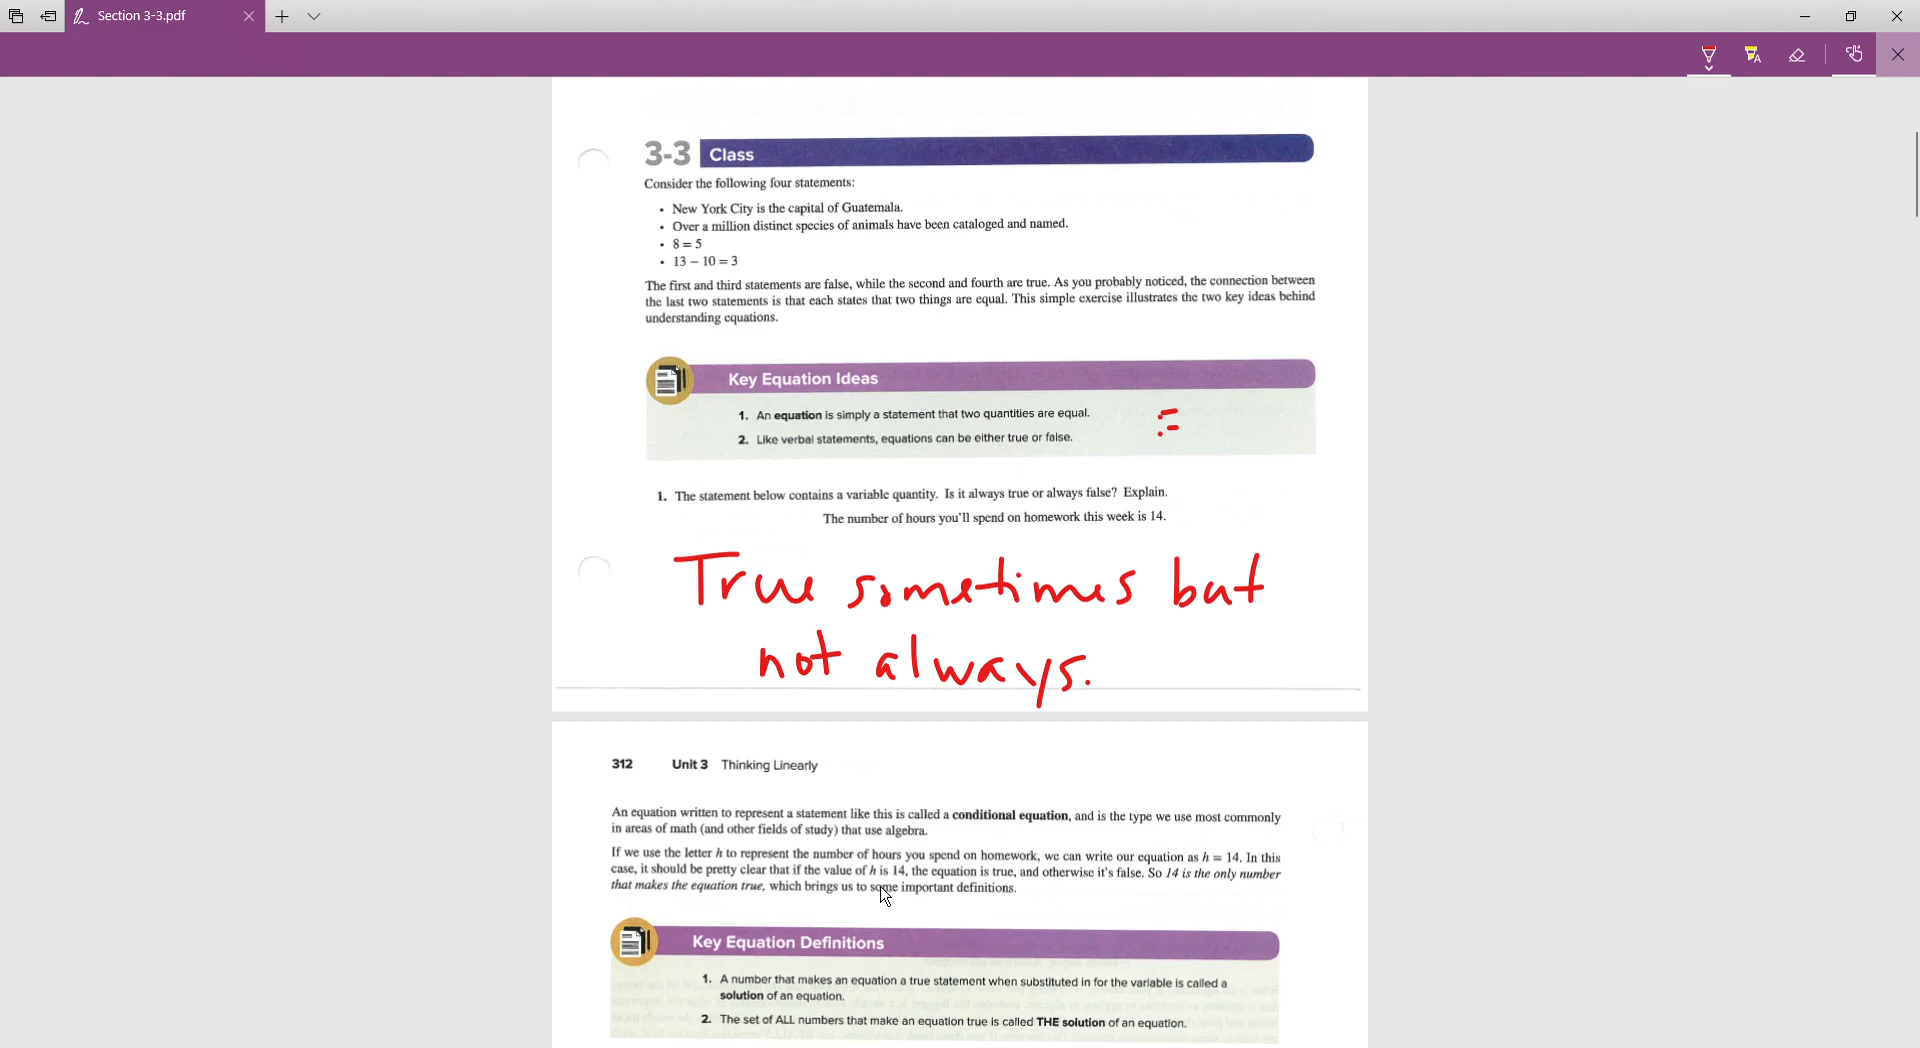 Section 3-3.pdf
3-3 Class
Consider the following four statements:
• New York City is the capital of Guatemala.
• Over a million distinct species of animals have been cataloged and named.
• 8 = 5
• 13 – 10 = 3
The first and third statements are false, while the second and fourth are true. As you probably noticed, the connection between
the last two statements is that each states that two things are equal. This simple exercise illustrates the two key ideas behind
understanding equations.
Key Equation Ideas
1. An equation is simply a statement that two quantities are equal.
2. Like verbal statements, equations can be either true or false.
1. The statement below contains a variable quantity. Is it always true or always false? Explain.
The number of hours you'll spend on homework this week is 14.
True sometimes but
not always.
312 Unit 3 Thinking Linearly
An equation written to represent a statement like this is called a conditional equation, and is the type we use most commonly
in areas of math (and other fields of study) that use algebra.
If we use the letter h to represent the number of hours you spend on homework, we can write our equation as h = 14. In this
case, it should be pretty clear that if the value of h is 14, the equation is true, and otherwise it's false. So 14 is the only number
that makes the equation true, which brings us to some important definitions.
Key Equation Definitions
1. A number that makes an equation a true statement when substituted in for the variable is called a
solution of an equation.
2. The set of ALL numbers that make an equation true is called THE solution of an equation.